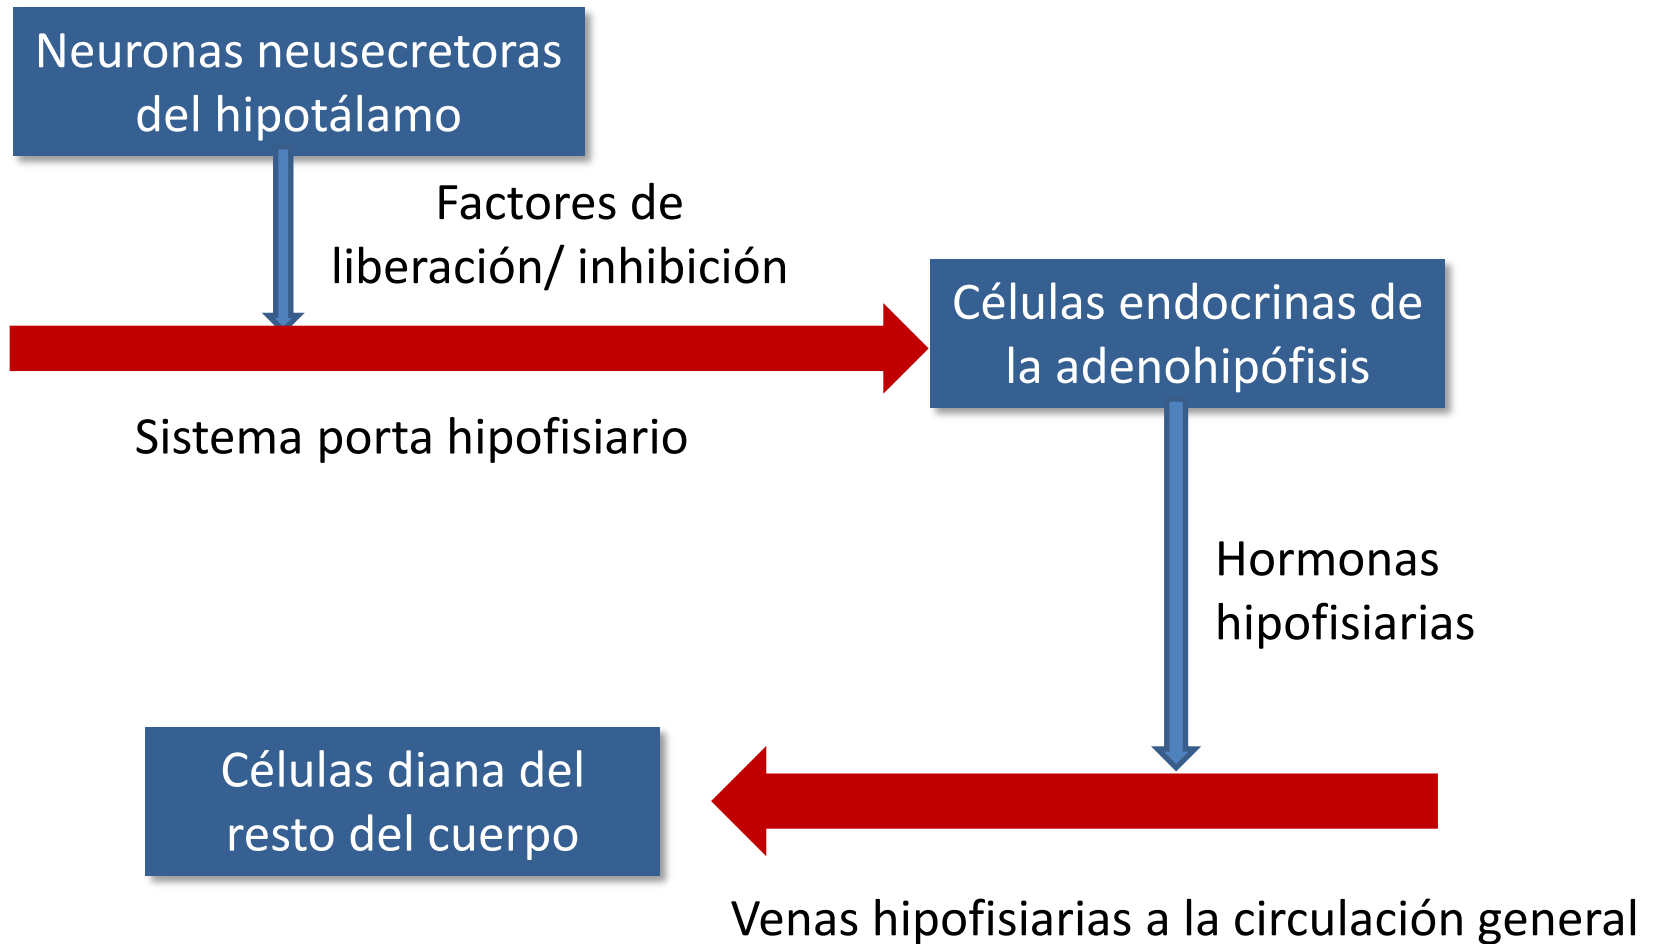 Neuronas neusecretoras
del hipotálamo
Factores de
liberación/ inhibición
Células endocrinas de
la adenohipófisis
Sistema porta hipofisiario
Hormonas
hipofisiarias
Células diana del
resto del cuerpo
Venas hipofisiarias a la circulación general